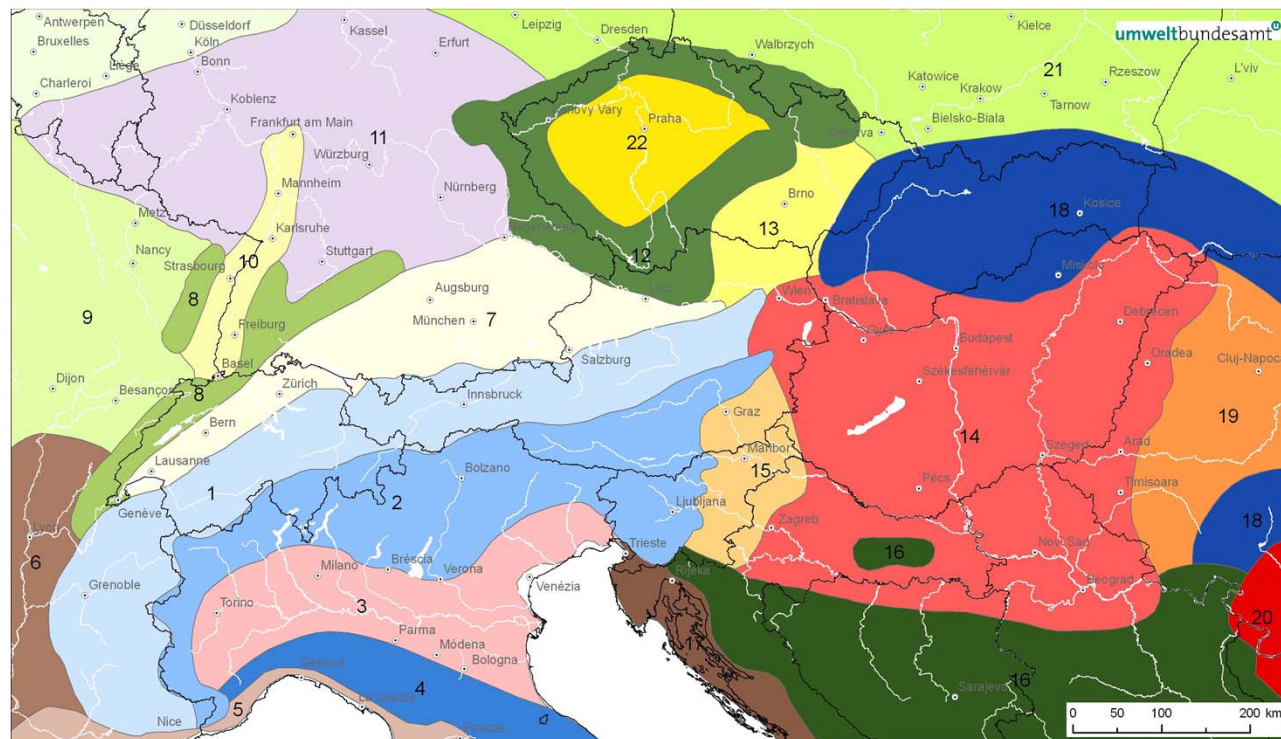 Antwerpen
Düsseldorf
Kassel
Leipzig
Kielce
umweltbundesamt
Bruxelles
Köln
Erfurt
Dresden
Walbrzych
Liège
Bonn
21
Charleroi
Katowice
Rzeszow
L'viv
Koblenz
Krakow
Tarnow
Praha
Frankfurt am Main
11
Bielsko-Biala
22
Würzburg
Mannheim
Nürnberg
Brno
18
Kosice
Metz
13
Karlsruhe
Nancy
Stuttgart
12
10
Strasbourg
Miskolc
8
Augsburg
Linz
Wien
Bratislava
9
7
München
Debrecen
Freiburg
Györ
Budapest
Salzburg
Oradea
Basel
Cluj-Napoc
Dijon
8
Zürich
Székesfehérvár
Besançon
Innsbruck
Graz
19
Bern
14
Szeged
Arad
Lausanne
Bolzano
Maribor
15
1
2
Pécs
Timisoara
Genève
Ljubljana
18
Lyon
Zagreb
6
Trieste
16
Novi Sad
Bréscia
Milano
Verona
Rijeka
Beograd
Grenoble
Venézia
3
Torino
20
Parma
17
Módena
Bologna
Genova
4
16
Sarajevo
La Spézia
5
Nice
Firenze
0 50 100 200 km